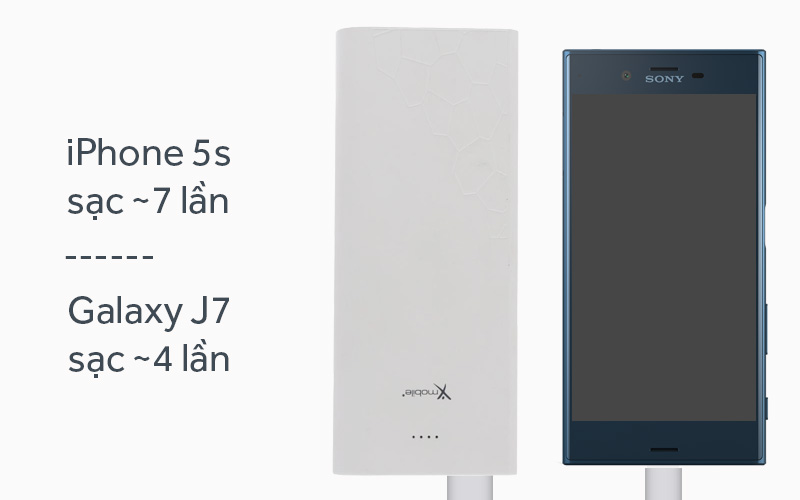 iPhone 5s
sạc ~7 lần
------
Galaxy J7
sạc ~4 lần
Xmobile
SONY